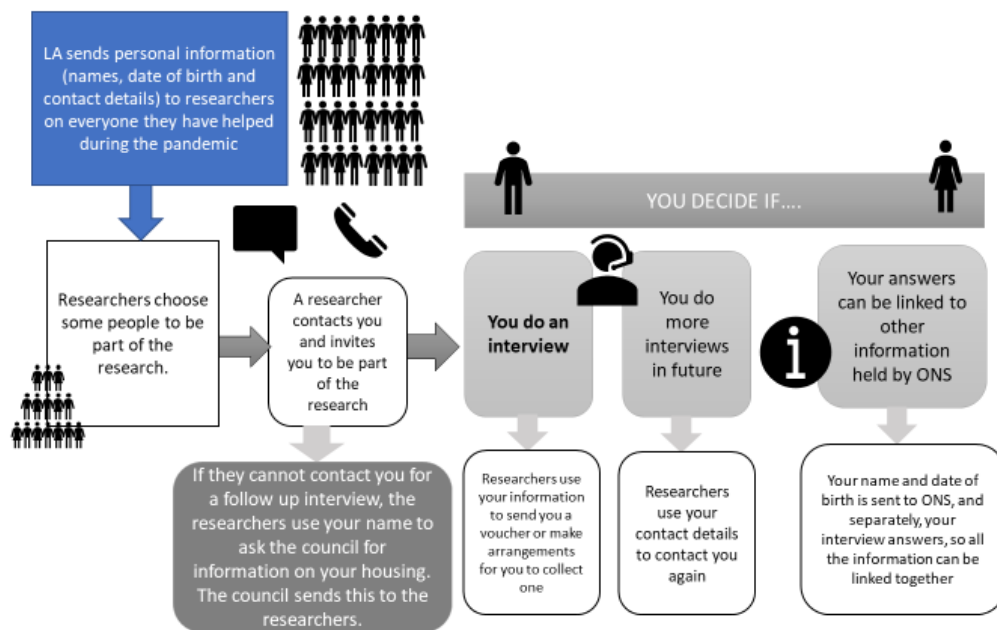 LA sends personal information
(names, date of birth and
contact details) to researchers
on everyone they have helped
during the pandemic
YOU DECIDE IF....
Researchers choose
some people to be
part of the
research.
A researcher
contacts you
and invites
you to be part
of the
research
You do an
interview
You do
more
interviews
in future
Your answers
can be linked to
other
information
held by ONS
If they cannot contact you for
a follow up interview, the
researchers use your name to
ask the council for
information on your housing.
The council sends this to the
researchers.
Researchers use
your information
to send you a
voucher or make
arrangements
for you to collect
one
Researchers
use your
contact details
to contact you
again
Your name and date of
birth is sent to ONS, and
separately, your
interview answers, so all
the information can be
linked together